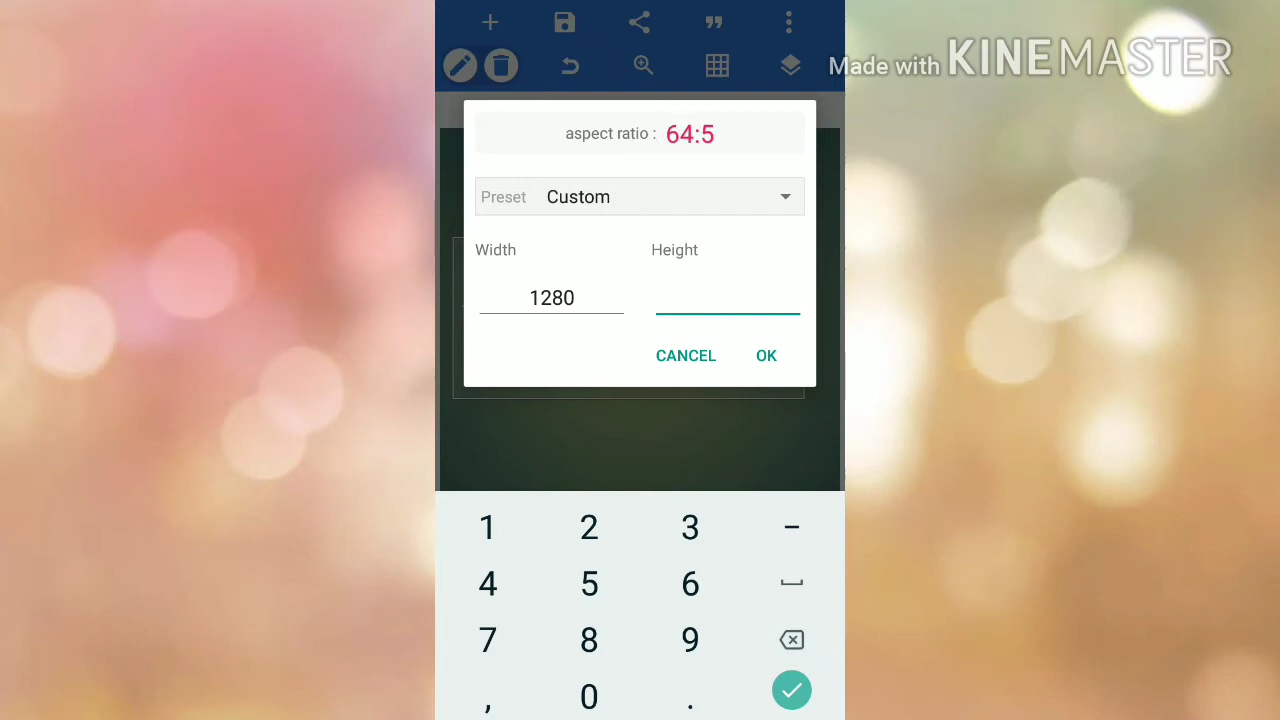 Made with KINEMASTER
aspect ratio : 64:5
Preset Custom
Width Height
1280
CANCEL OK
1 2 3 -
4 5 6
7 8 9
, 0 .